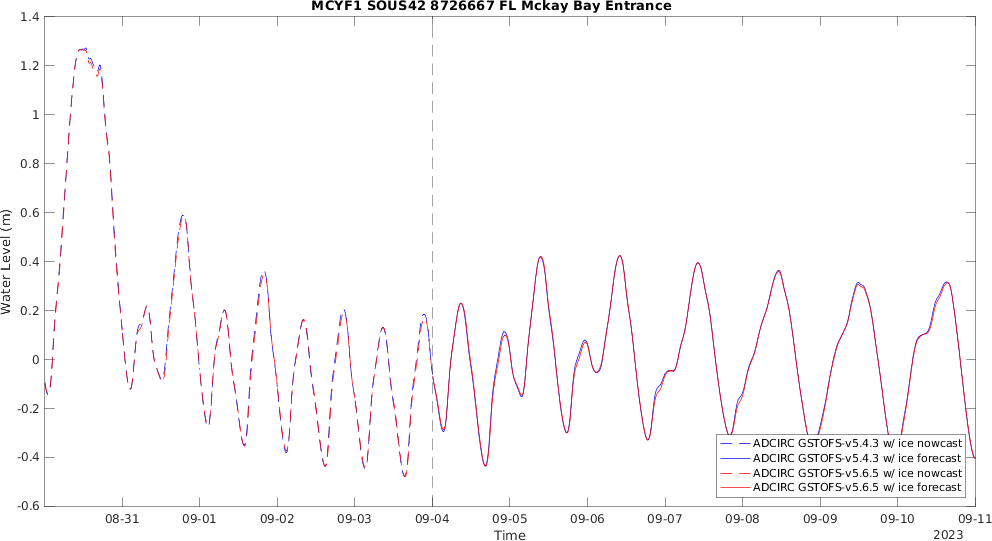 MCYF1 SOUS42 8726667 FL Mckay Bay Entrance
Water Level (m)
1.4
1.2
1
0.8
0.6
0.4
0.2
0
-0.2
-0.4
-0.6
ADCIRC GSTOFS-v5.4.3 w/ ice nowcast
ADCIRC GSTOFS-v5.4.3 w/ ice forecast
ADCIRC GSTOFS-v5.6.5 w/ ice nowcast
ADCIRC GSTOFS-v5.6.5 w/ ice forecast
08-31 09-01 09-02 09-03 09-04 09-05 09-06 09-07 09-08 09-09 09-10 09-11
Time
2023